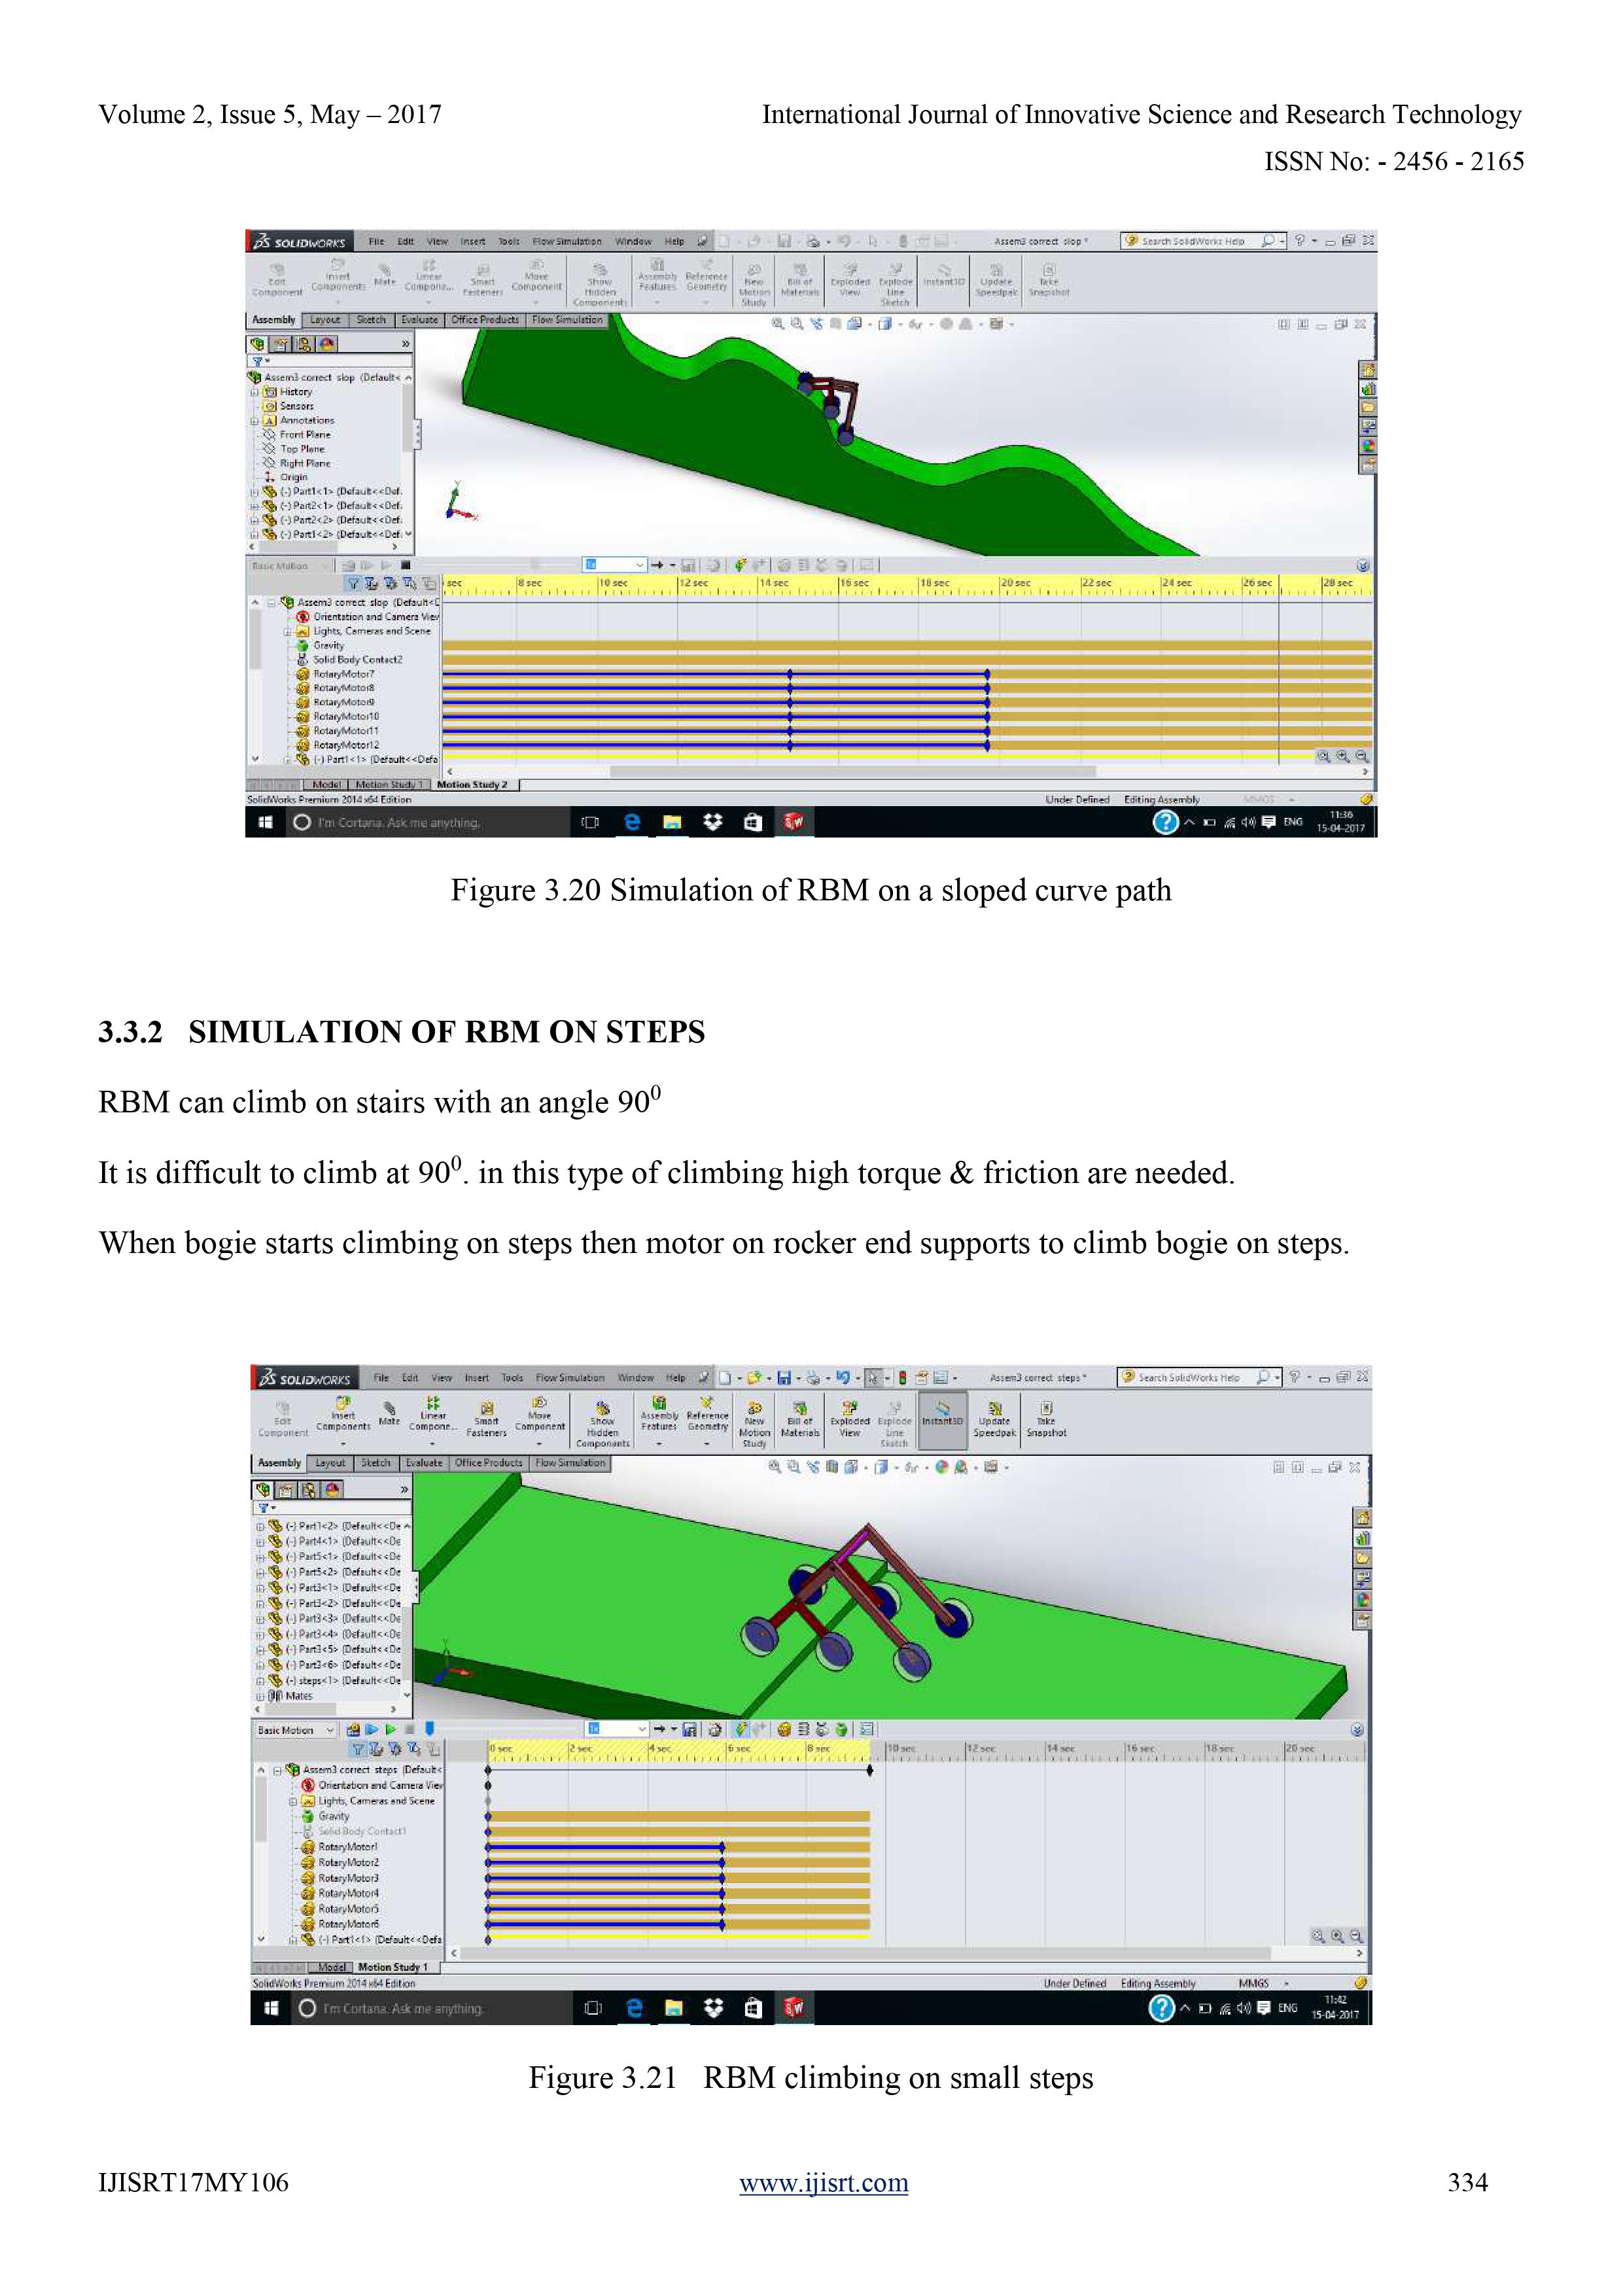 Volume 2, Issue 5, May – 2017 International Journal of Innovative Science and Research Technology
ISSN No: - 2456 - 2165
SOLIDWORKS File Edit View Insert Tools Flow Simulation Window Help Assem3 correct slop * Search SolidWorks Help
Edit Component Insert Components Mate Linear Compone... Smart Fasteners Move Component Show Hidden Components Assembly Features Reference Geometry New Motion Study Bill of Materials Exploded View Explode Line Sketch Instant3D Update Speedpak Take Snapshot
Assembly Layout Sketch Evaluate Office Products Flow Simulation
Assem3 correct slop (Default<
History
Sensors
Annotations
Front Plane
Top Plane
Right Plane
Origin
(-) Part1<1> (Default<<Def.
(-) Part2<1> (Default<<Def.
(-) Part2<2> (Default<<Def.
(-) Part1<2> (Default<<Def.
Basic Motion
sec 8 sec 10 sec 12 sec 14 sec 16 sec 18 sec 20 sec 22 sec 24 sec 26 sec 28 sec
Assem3 correct slop (Default<D
Orientation and Camera View
Lights, Cameras and Scene
Gravity
Solid Body Contact2
RotaryMotor7
RotaryMotor8
RotaryMotor9
RotaryMotor10
RotaryMotor11
RotaryMotor12
(-) Part1<1> (Default<<Defa
Model Motion Study 1 Motion Study 2
SolidWorks Premium 2014 x64 Edition Under Defined Editing Assembly MMGS
I'm Cortana. Ask me anything. ENG 11:36
15-04-2017
Figure 3.20 Simulation of RBM on a sloped curve path
3.3.2 SIMULATION OF RBM ON STEPS
RBM can climb on stairs with an angle 90⁰
It is difficult to climb at 90⁰. in this type of climbing high torque & friction are needed.
When bogie starts climbing on steps then motor on rocker end supports to climb bogie on steps.
SOLIDWORKS File Edit View Insert Tools Flow Simulation Window Help Assem3 correct steps * Search SolidWorks Help
Edit Component Insert Components Mate Linear Compone... Smart Fasteners Move Component Show Hidden Components Assembly Features Reference Geometry New Motion Study Bill of Materials Exploded View Explode Line Sketch Instant3D Update Speedpak Take Snapshot
Assembly Layout Sketch Evaluate Office Products Flow Simulation
(-) Part1<2> (Default<<De
(-) Part4<1> (Default<<De
(-) Part5<1> (Default<<De
(-) Part5<2> (Default<<De
(-) Part3<1> (Default<<De
(-) Part3<2> (Default<<De
(-) Part3<3> (Default<<De
(-) Part3<4> (Default<<De
(-) Part3<5> (Default<<De
(-) Part3<6> (Default<<De
(-) steps<1> (Default<<De
Mates
Basic Motion
0 sec 2 sec 4 sec 6 sec 8 sec 10 sec 12 sec 14 sec 16 sec 18 sec 20 sec
Assem3 correct steps (Default<
Orientation and Camera View
Lights, Cameras and Scene
Gravity
Solid Body Contact1
RotaryMotor1
RotaryMotor2
RotaryMotor3
RotaryMotor4
RotaryMotor5
RotaryMotor6
(-) Part1<1> (Default<<Defa
Model Motion Study 1
SolidWorks Premium 2014 x64 Edition Under Defined Editing Assembly MMGS
I'm Cortana. Ask me anything. ENG 11:42
15-04-2017
Figure 3.21 RBM climbing on small steps
IJISRT17MY106 www.ijisrt.com 334